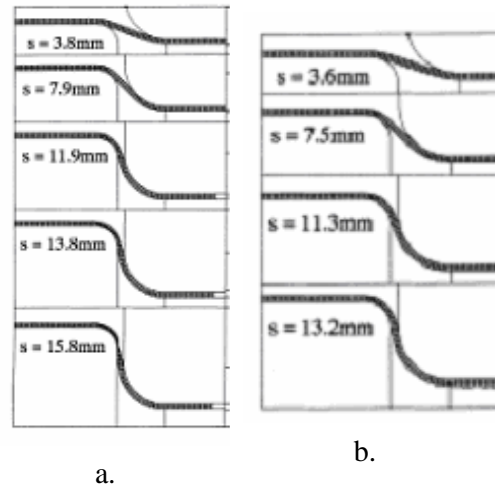 s = 3.8mm
s = 7.9mm
s = 11.9mm
s = 13.8mm
s = 15.8mm
a.
s = 3.6mm
s = 7.5mm
s = 11.3mm
s = 13.2mm
b.